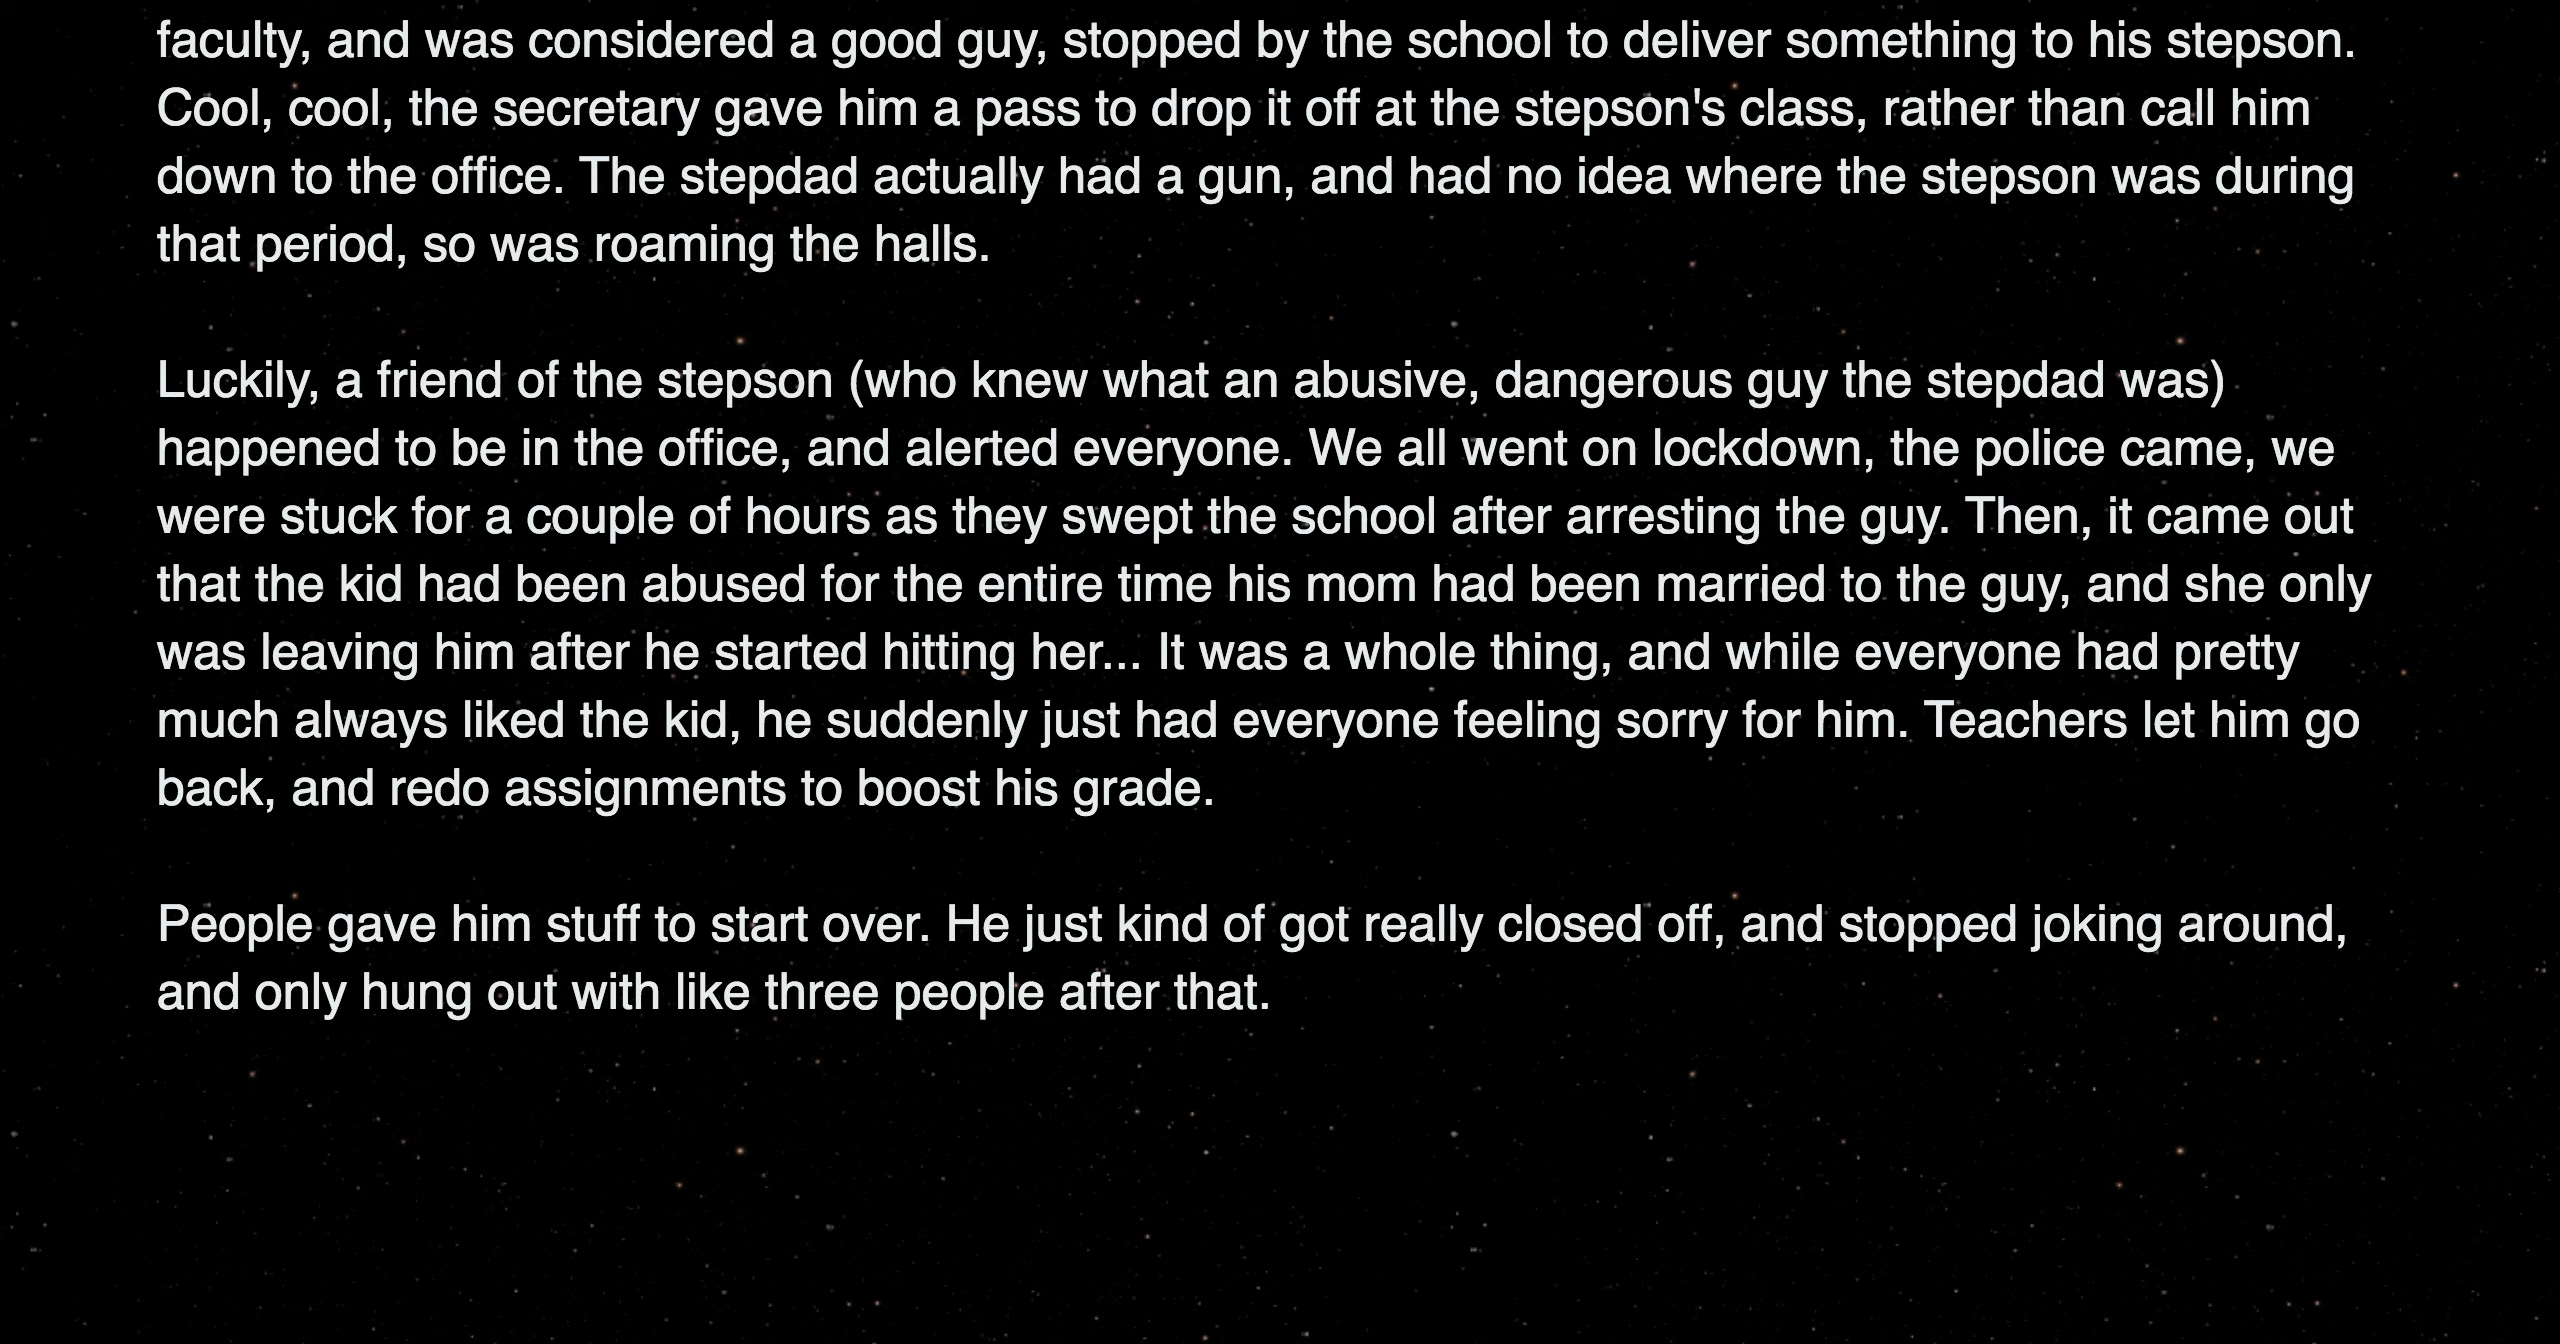 faculty, and was considered a good guy, stopped by the school to deliver something to his stepson.
Cool, cool, the secretary gave him a pass to drop it off at the stepson's class, rather than call him
down to the office. The stepdad actually had a gun, and had no idea where the stepson was during
that period, so was roaming the halls.
Luckily, a friend of the stepson (who knew what an abusive, dangerous guy the stepdad was)
happened to be in the office, and alerted everyone. We all went on lockdown, the police came, we
were stuck for a couple of hours as they swept the school after arresting the guy. Then, it came out
that the kid had been abused for the entire time his mom had been married to the guy, and she only
was leaving him after he started hitting her... It was a whole thing, and while everyone had pretty
much always liked the kid, he suddenly just had everyone feeling sorry for him. Teachers let him go
back, and redo assignments to boost his grade.
People gave him stuff to start over. He just kind of got really closed off, and stopped joking around,
and only hung out with like three people after that.